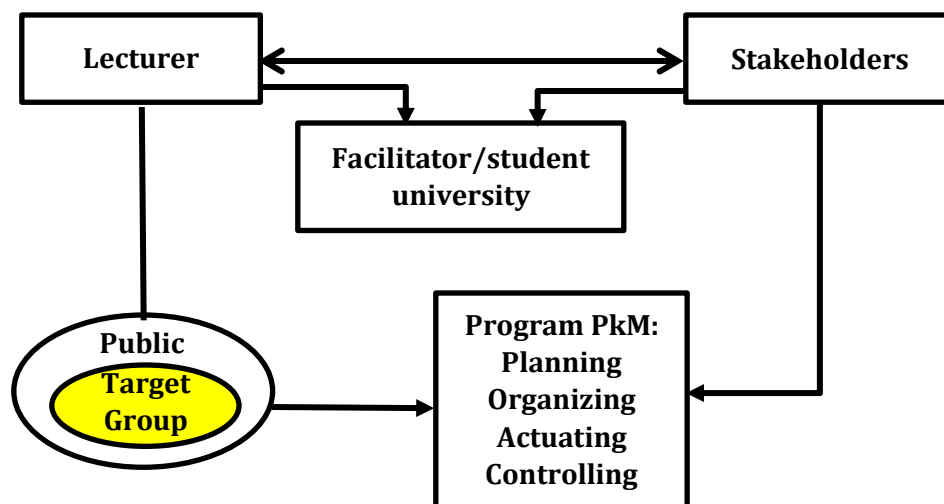 Lecturer
Stakeholders
Facilitator/student
university
Public
Target
Group
Program PkM:
Planning
Organizing
Actuating
Controlling